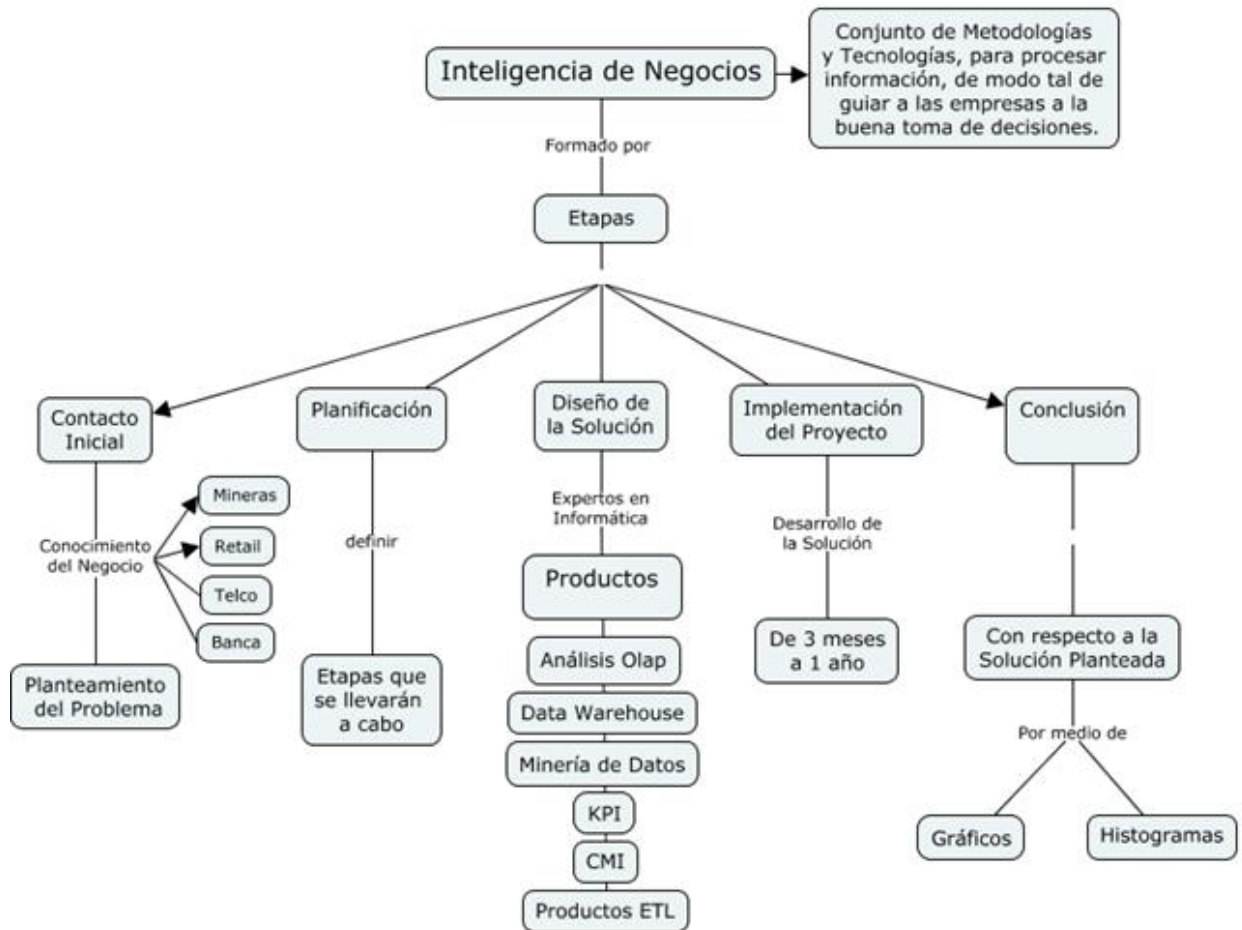 Inteligencia de Negocios
Conjunto de Metodologías
y Tecnologías, para procesar
información, de modo tal de
guiar a las empresas a la
buena toma de decisiones.
Formado por
Etapas
Contacto
Inicial
Conocimiento
del Negocio
Mineras
Retail
Telco
Banca
Planteamiento
del Problema
Planificación
definir
Etapas que
se llevarán
a cabo
Diseño de
la Solución
Expertos en
Informática
Productos
Análisis Olap
Data Warehouse
Minería de Datos
KPI
CMI
Productos ETL
Implementación
del Proyecto
Desarrollo de
la Solución
De 3 meses
a 1 año
Conclusión
Con respecto a la
Solución Planteada
Por medio de
Gráficos
Histogramas